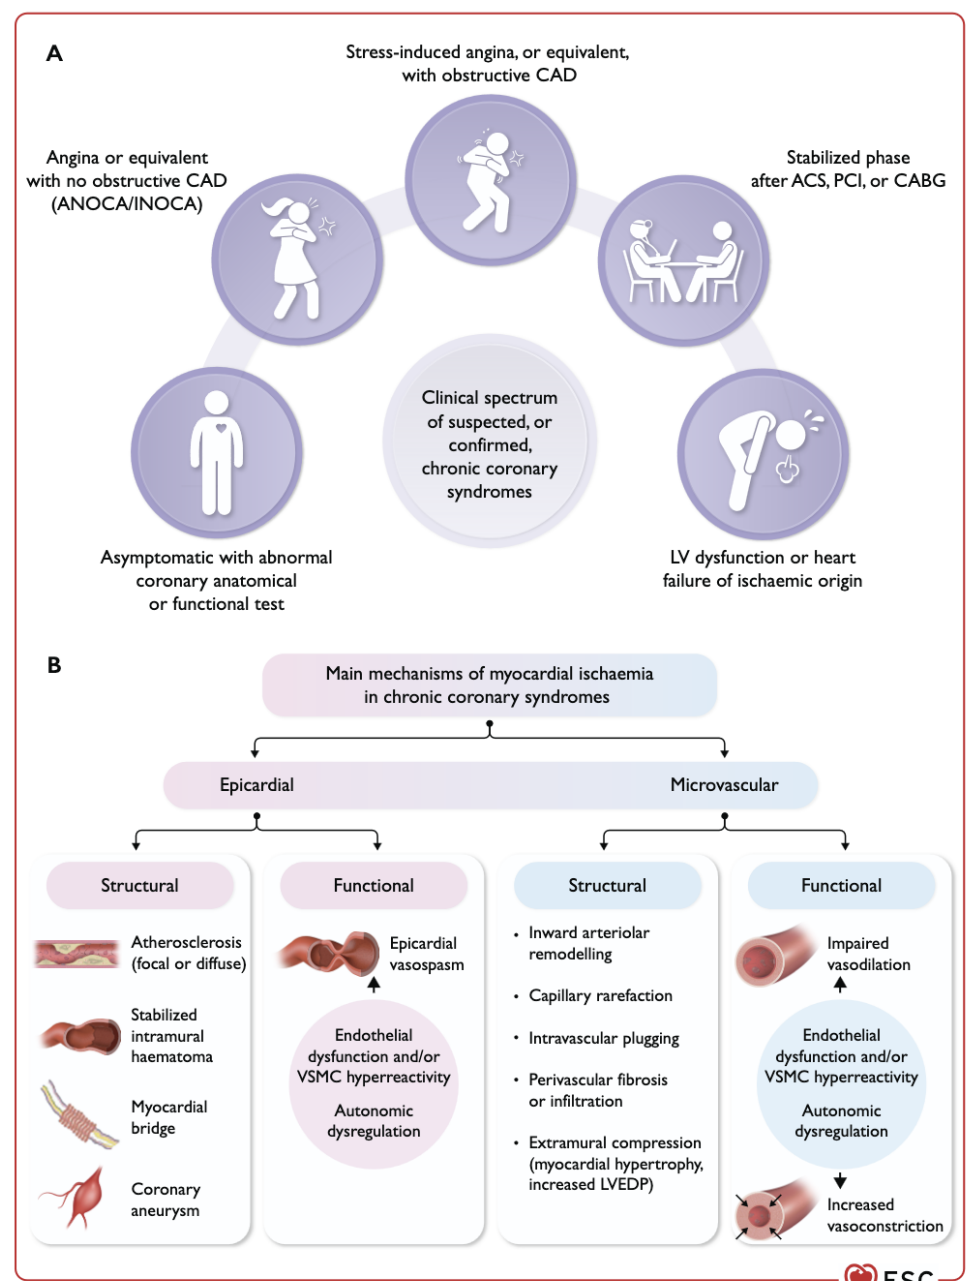 A
Stress-induced angina, or equivalent,
with obstructive CAD
Angina or equivalent
with no obstructive CAD
(ANOCA/INOCA)
Stabilized phase
after ACS, PCI, or CABG
Clinical spectrum
of suspected, or
confirmed,
chronic coronary
syndromes
Asymptomatic with abnormal
coronary anatomical
or functional test
LV dysfunction or heart
failure of ischaemic origin
B
Main mechanisms of myocardial ischaemia
in chronic coronary syndromes
Epicardial
Microvascular
Structural
Atherosclerosis
(focal or diffuse)
Stabilized
intramural
haematoma
Myocardial
bridge
Coronary
aneurysm
Functional
Epicardial
vasospasm
Endothelial
dysfunction and/or
VSMC hyperreactivity
Autonomic
dysregulation
Structural
• Inward arteriolar
remodelling
• Capillary rarefaction
• Intravascular plugging
• Perivascular fibrosis
or infiltration
• Extramural compression
(myocardial hypertrophy,
increased LVEDP)
Functional
Impaired
vasodilation
Endothelial
dysfunction and/or
VSMC hyperreactivity
Autonomic
dysregulation
Increased
vasoconstriction
ESC